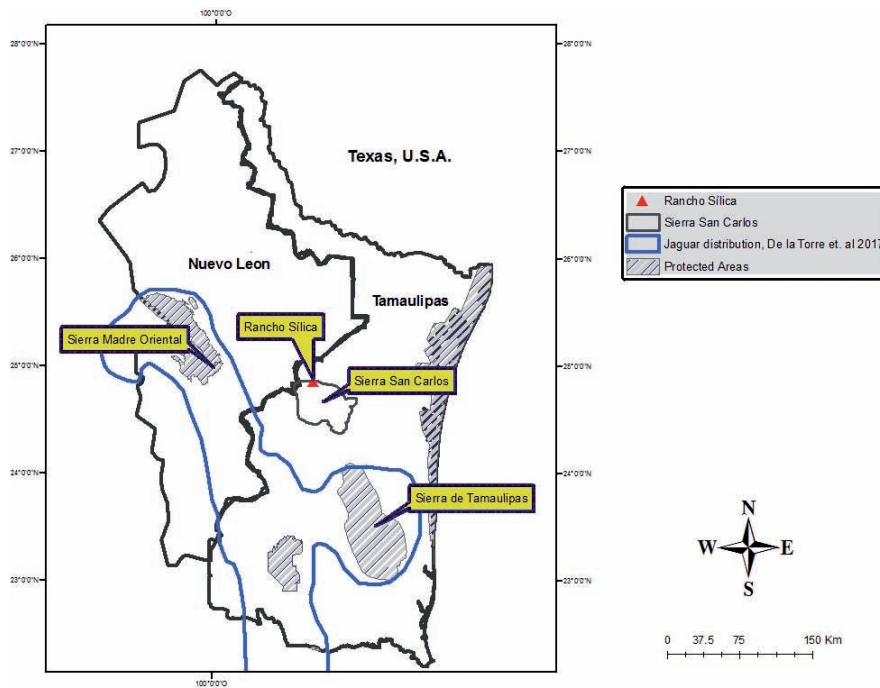 100°0'0"O
28°0'0"N
28°0'0"N
27°0'0"N
27°0'0"N
Texas, U.S.A.
Rancho Sílica
Sierra San Carlos
Jaguar distribution, De la Torre et. al 2017
Protected Areas
26°0'0"N
26°0'0"N
Nuevo Leon
Tamaulipas
Rancho Sílica
Sierra Madre Oriental
25°0'0"N
25°0'0"N
Sierra San Carlos
24°0'0"N
24°0'0"N
Sierra de Tamaulipas
N
W
E
S
23°0'0"N
23°0'0"N
0 37.5 75 150 Km
100°0'0"O